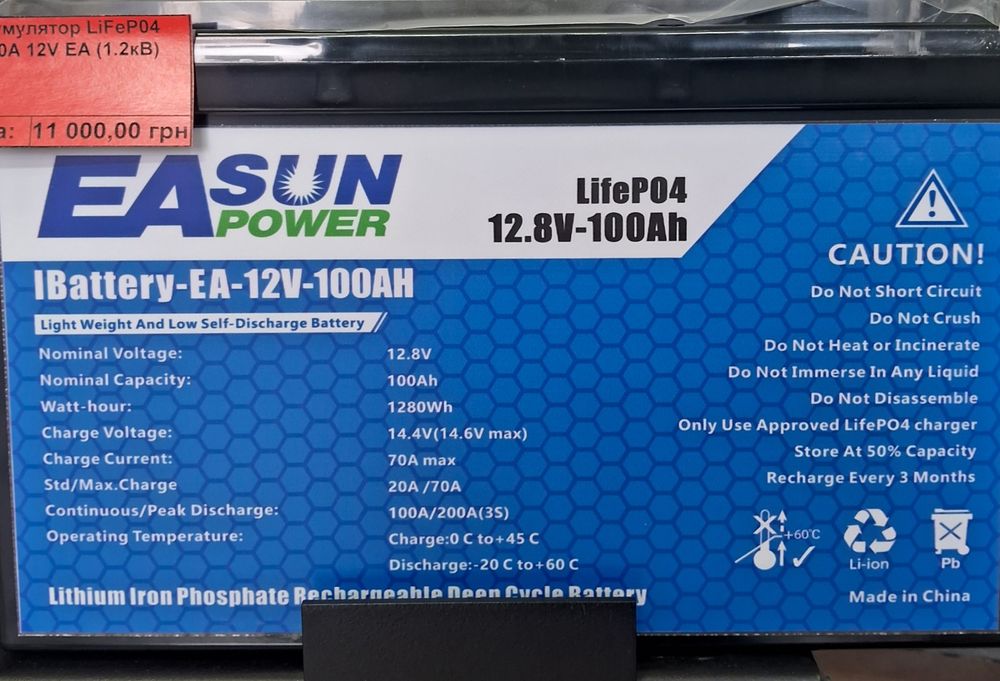 LiFePO4
12V EA (1.2кВ)
11 000,00 грн
EASUN
POWER
LifePO4
12.8V-100Ah
IBattery-EA-12V-100AH
Light Weight And Low Self-Discharge Battery
Nominal Voltage: 12.8V
Nominal Capacity: 100Ah
Watt-hour: 1280Wh
Charge Voltage: 14.4V(14.6V max)
Charge Current: 70A max
Std/Max.Charge 20A /70A
Continuous/Peak Discharge: 100A/200A(3S)
Operating Temperature: Charge:0 C to+45 C
Discharge:-20 C to+60 C
Lithium Iron Phosphate Rechargeable Deep Cycle Battery
CAUTION!
Do Not Short Circuit
Do Not Crush
Do Not Heat or Incinerate
Do Not Immerse In Any Liquid
Do Not Disassemble
Only Use Approved LifePO4 charger
Store At 50% Capacity
Recharge Every 3 Months
+60℃
Li-ion
Pb
Made in China